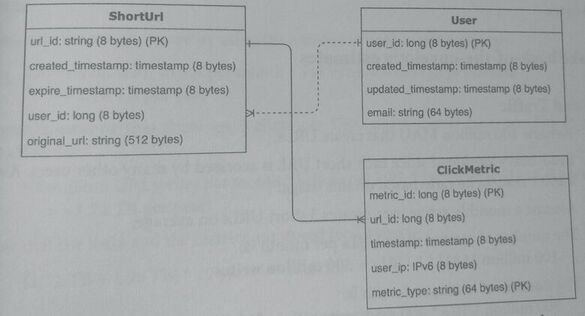 ShortUrl
url_id: string (8 bytes) (PK)
created_timestamp: timestamp (8 bytes)
expire_timestamp: timestamp (8 bytes)
user_id: long (8 bytes)
original_url: string (512 bytes)
User
user_id: long (8 bytes) (PK)
created_timestamp: timestamp (8 bytes)
updated_timestamp: timestamp (8 bytes)
email: string (64 bytes)
ClickMetric
metric_id: long (8 bytes) (PK)
url_id: long (8 bytes)
timestamp: timestamp (8 bytes)
user_ip: IPv6 (8 bytes)
metric_type: string (64 bytes) (PK)